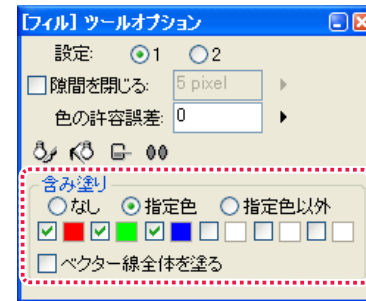 [フィル] ツールオプション
設定: 1 2
隙間を閉じる: 5 pixel
色の許容誤差: 0
含み塗り
なし 指定色 指定色以外
ベクター線全体を塗る